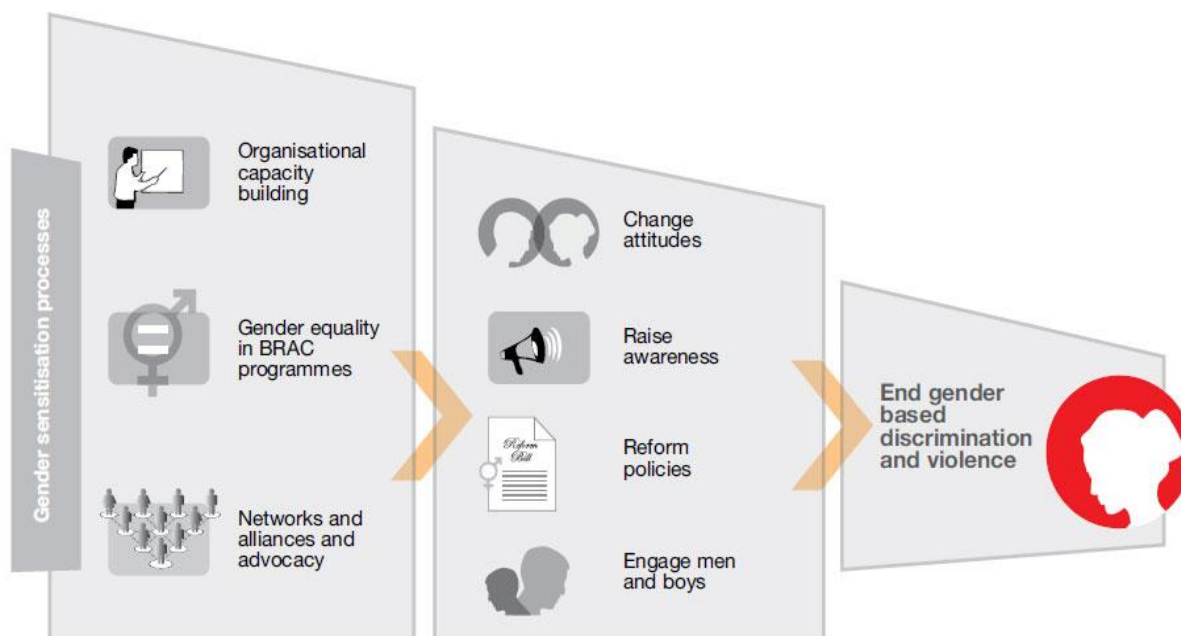 Gender sensitisation processes
Organisational
capacity
building
Gender equality
in BRAC
programmes
Networks and
alliances and
advocacy
Change
attitudes
Raise
awareness
Reform
Bill
Reform
policies
Engage men
and boys
End gender
based
discrimination
and violence